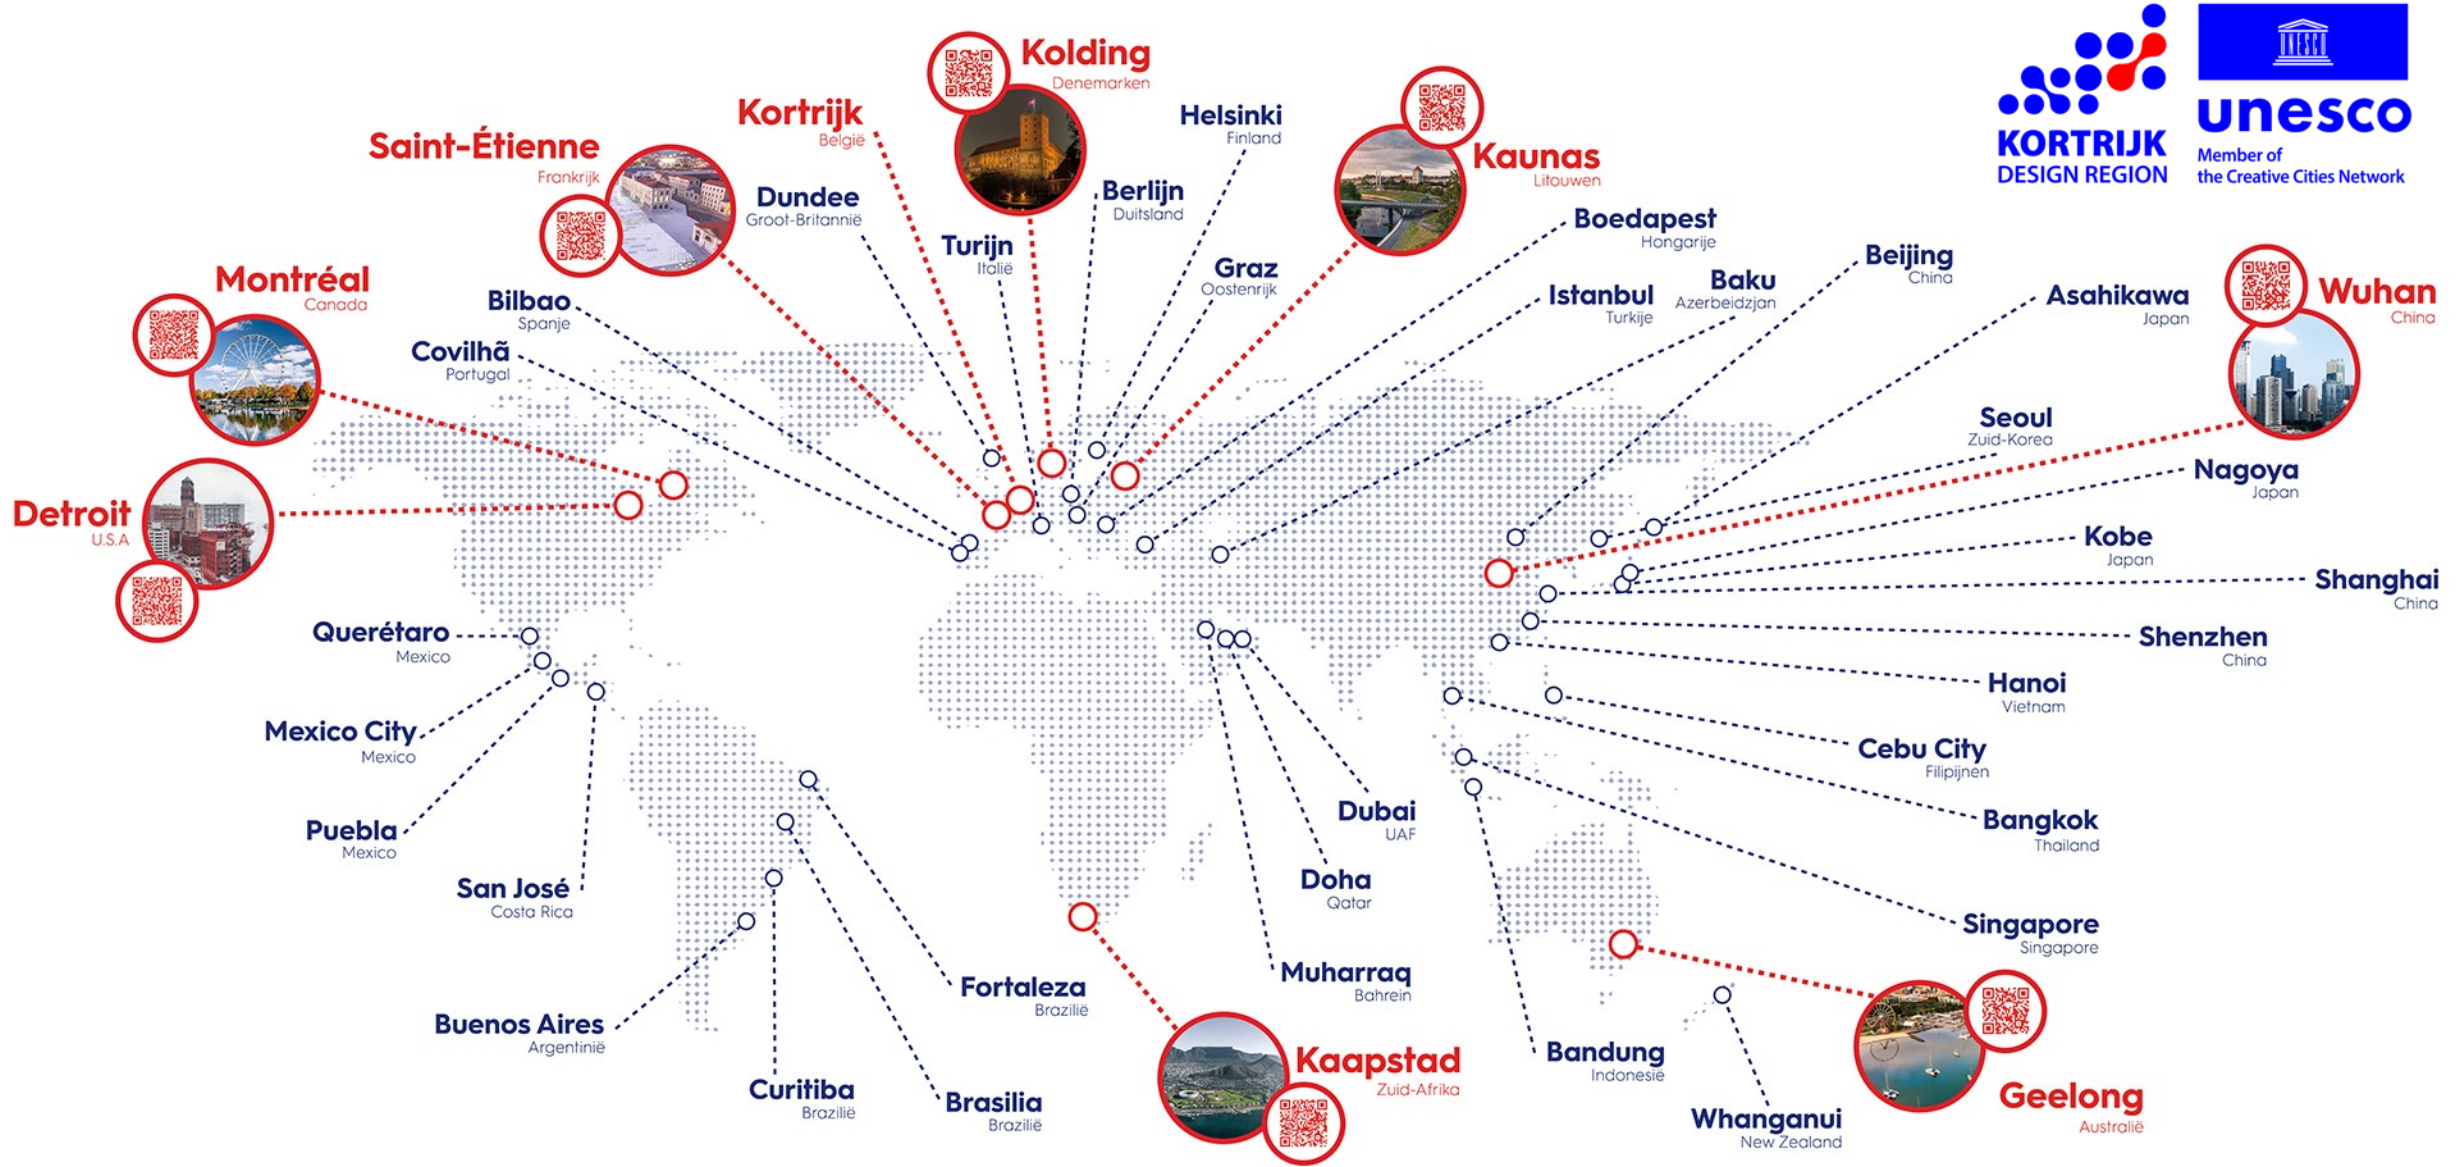 Kolding
Denemarken
KORTRIJK
DESIGN REGION
UNESCO
unesco
Member of
the Creative Cities Network
Kortrijk
België
Helsinki
Finland
Saint-Étienne
Frankrijk
Kaunas
Litouwen
Dundee
Groot-Britannië
Berlijn
Duitsland
Turijn
Italië
Boedapest
Hongarije
Graz
Oostenrijk
Beijing
China
Montréal
Canada
Bilbao
Spanje
Istanbul
Turkije
Baku
Azerbeidzjan
Asahikawa
Japan
Wuhan
China
Covilhã
Portugal
Seoul
Zuid-Korea
Nagoya
Japan
Detroit
U.S.A
Kobe
Japan
Shanghai
China
Querétaro
Mexico
Shenzhen
China
Hanoi
Vietnam
Mexico City
Mexico
Cebu City
Filipijnen
Puebla
Mexico
Dubai
UAF
Bangkok
Thailand
San José
Costa Rica
Doha
Qatar
Singapore
Singapore
Fortaleza
Brazilië
Muharraq
Bahrein
Buenos Aires
Argentinië
Kaapstad
Zuid-Afrika
Bandung
Indonesië
Curitiba
Brazilië
Brasilia
Brazilië
Whanganui
New Zealand
Geelong
Australië